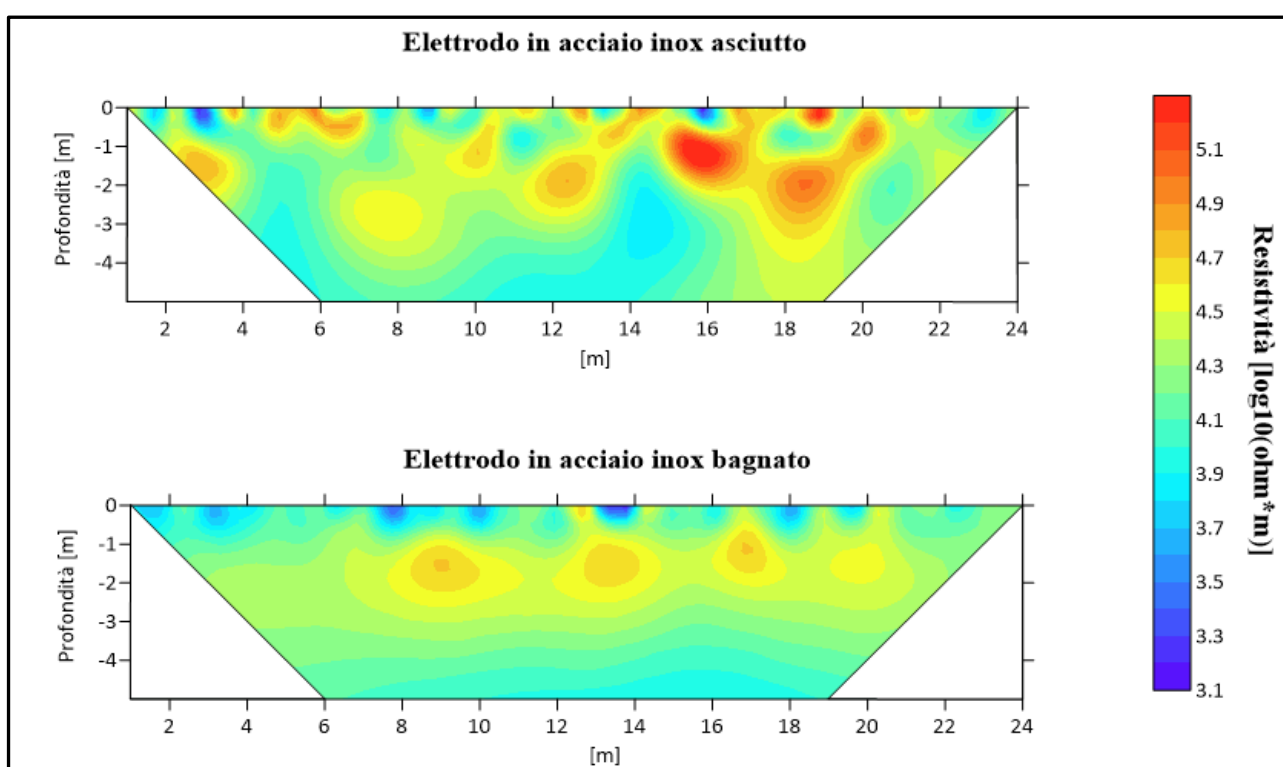 Elettrodo in acciaio inox asciutto
0
-1
-2
-3
-4
Profondità [m]
2 4 6 8 10 12 14 16 18 20 22 24
[m]
Elettrodo in acciaio inox bagnato
0
-1
-2
-3
-4
Profondità [m]
2 4 6 8 10 12 14 16 18 20 22 24
[m]
5.1
4.9
4.7
4.5
4.3
4.1
3.9
3.7
3.5
3.3
3.1
Resistività [log10(ohm*m)]